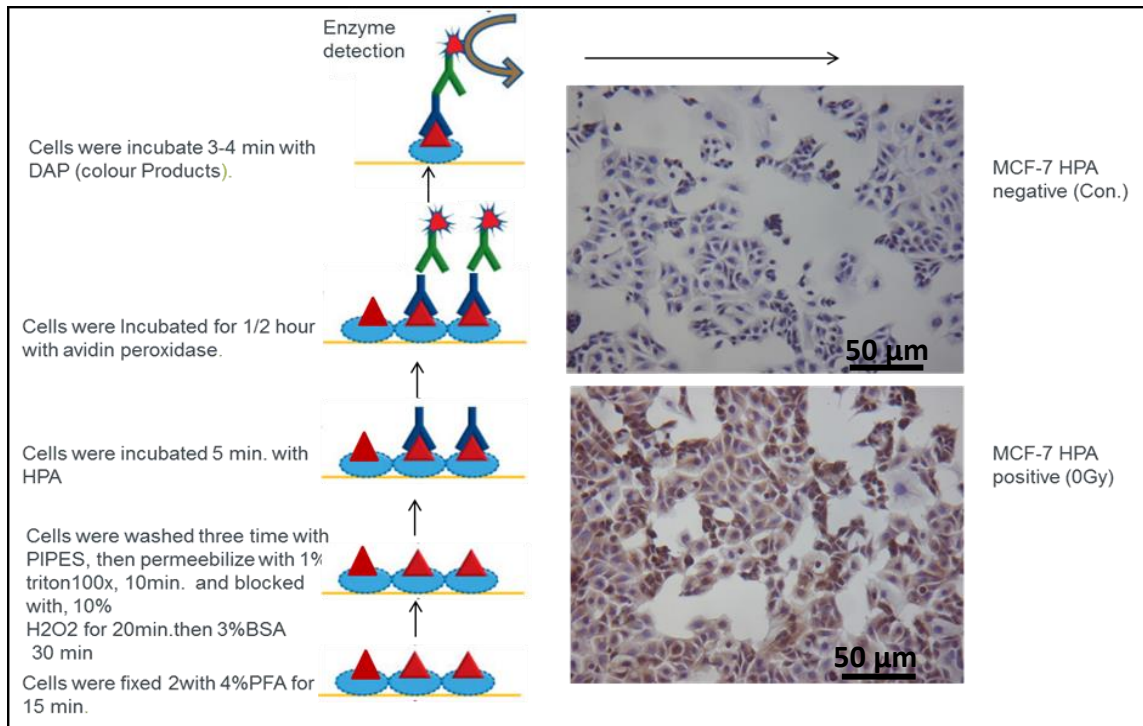 Enzyme
detection
Cells were incubate 3-4 min with
DAP (colour Products).
Cells were Incubated for 1/2 hour
with avidin peroxidase.
Cells were incubated 5 min. with
HPA
Cells were washed three time with
PIPES, then permeebilize with 1%
triton100x, 10min. and blocked
with, 10%
H2O2 for 20min.then 3%BSA
30 min
Cells were fixed 2with 4%PFA for
15 min.
50 µm
MCF-7 HPA
negative (Con.)
50 µm
MCF-7 HPA
positive (0Gy)